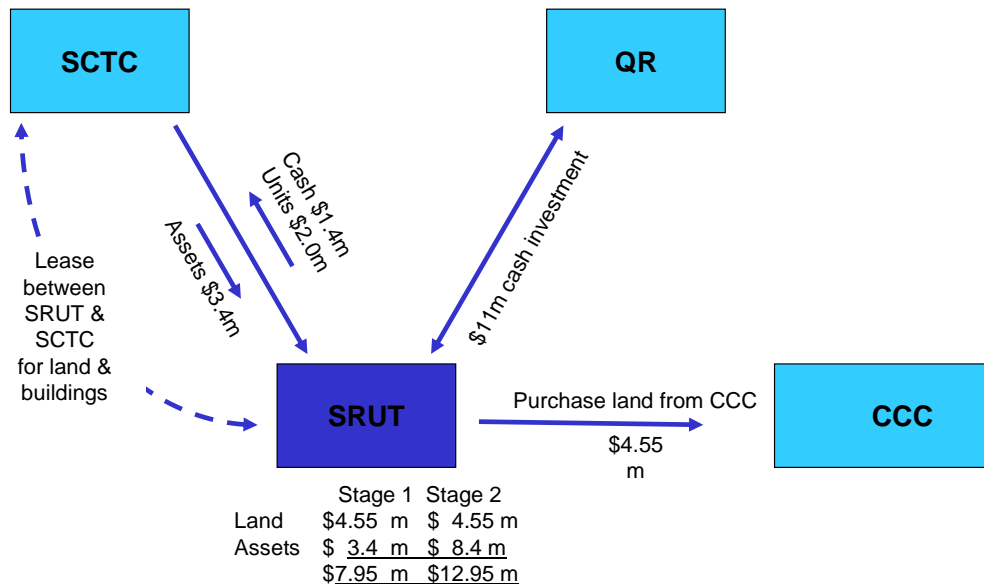 SCTC
QR
Cash $1.4m
Units $2.0m
Assets $3.4m
$11m cash investment
Lease
between
SRUT &
SCTC
for land &
buildings
SRUT
Purchase land from CCC
$4.55
m
CCC
Stage 1 Stage 2
Land $4.55 m $ 4.55 m
Assets $ 3.4 m $ 8.4 m
$7.95 m $12.95 m